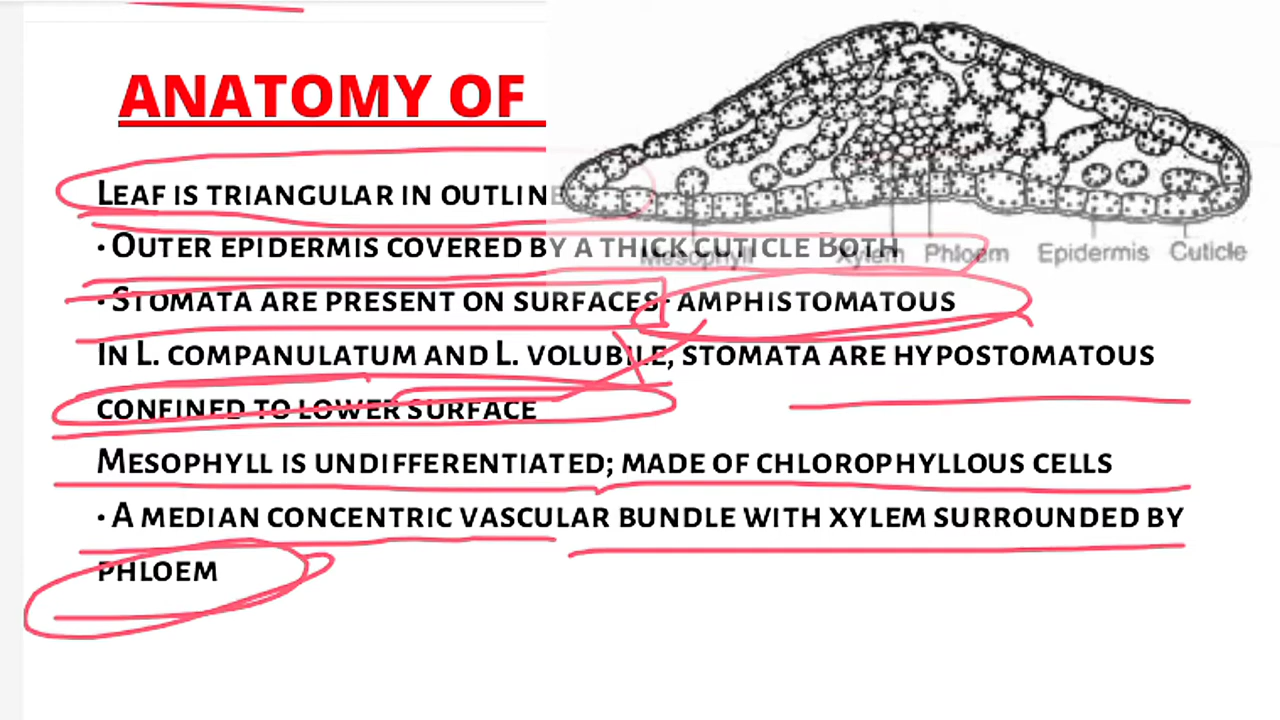 ANATOMY OF
LEAF IS TRIANGULAR IN OUTLINE
• OUTER EPIDERMIS COVERED BY A THICK CUTICLE BOTH
Mesophyll Xylem Phloem Epidermis Cuticle
• STOMATA ARE PRESENT ON SURFACES- AMPHISTOMATOUS
IN L. COMPANULATUM AND L. VOLUBILE, STOMATA ARE HYPOSTOMATOUS
CONFINED TO LOWER SURFACE
MESOPHYLL IS UNDIFFERENTIATED; MADE OF CHLOROPHYLLOUS CELLS
• A MEDIAN CONCENTRIC VASCULAR BUNDLE WITH XYLEM SURROUNDED BY
PHLOEM